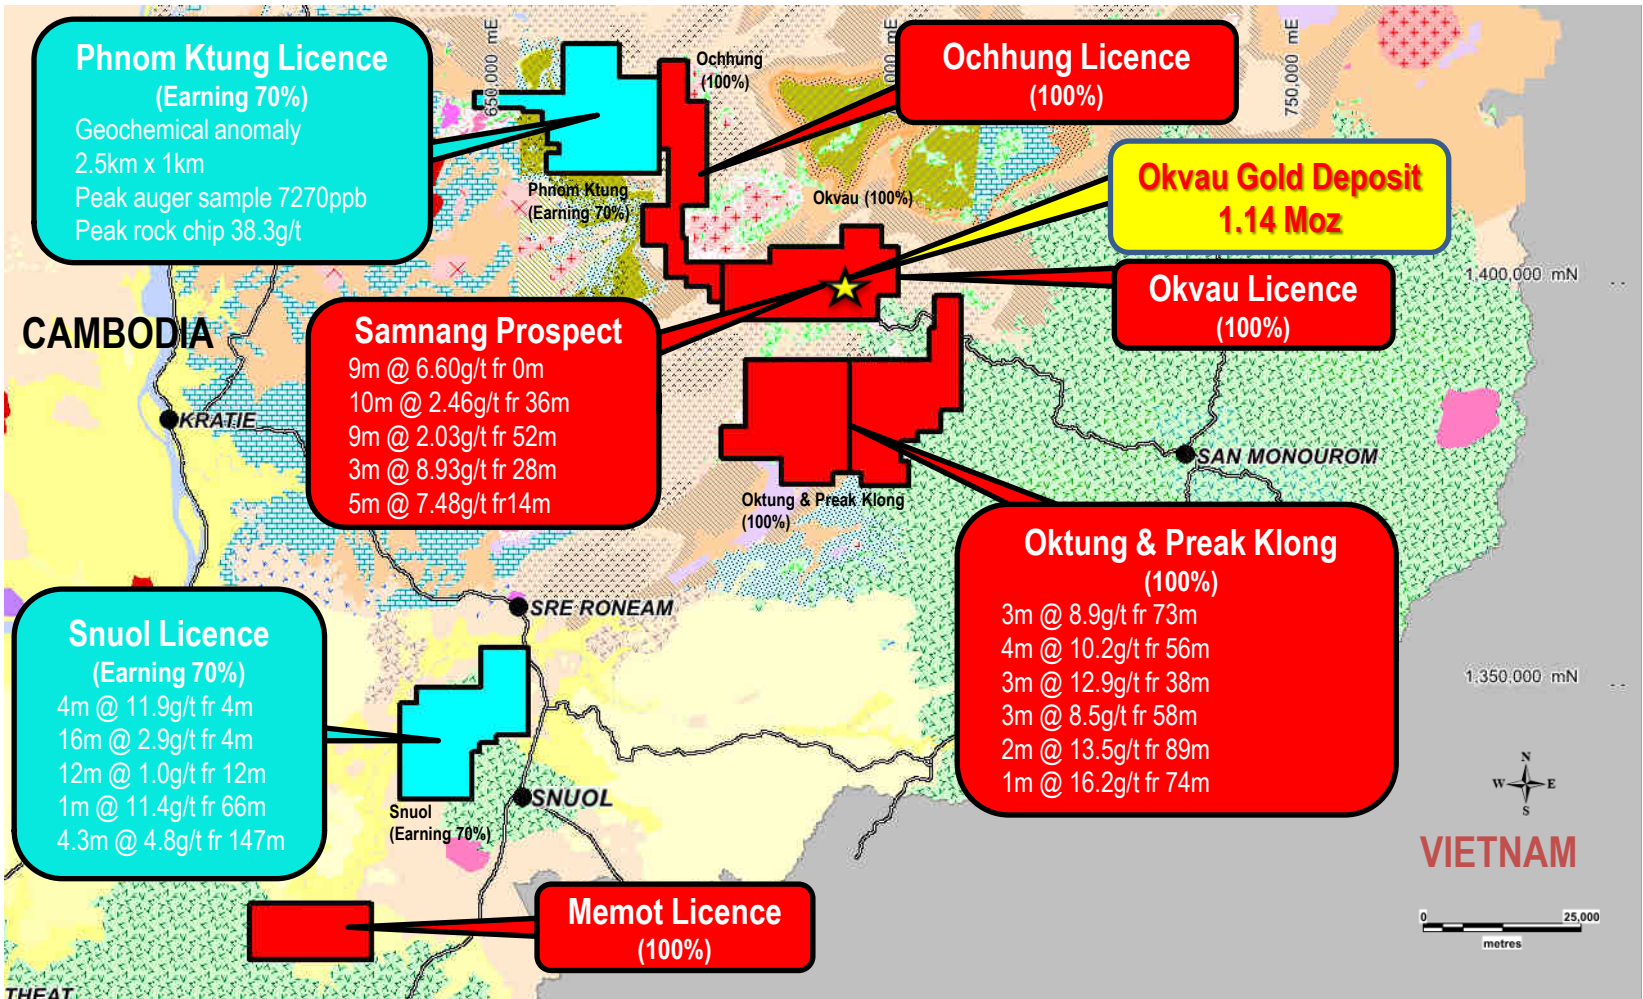 Phnom Ktung Licence
(Earning 70%)
Geochemical anomaly
2.5km x 1km
Peak auger sample 7270ppb
Peak rock chip 38.3g/t
650,000 mE
Ochhung
(100%)
Ochhung Licence
(100%)
750,000 mE
mE
Phnom Ktung
(Earning 70%)
Okvau (100%)
Okvau Gold Deposit
1.14 Moz
1,400,000 mN
Okvau Licence
(100%)
CAMBODIA
Samnang Prospect
9m @ 6.60g/t fr 0m
10m @ 2.46g/t fr 36m
9m @ 2.03g/t fr 52m
3m @ 8.93g/t fr 28m
5m @ 7.48g/t fr14m
KRATIE
SAN MONOUROM
Oktung & Preak Klong
(100%)
Oktung & Preak Klong
(100%)
3m @ 8.9g/t fr 73m
4m @ 10.2g/t fr 56m
3m @ 12.9g/t fr 38m
3m @ 8.5g/t fr 58m
2m @ 13.5g/t fr 89m
1m @ 16.2g/t fr 74m
SRE RONEAM
Snuol Licence
(Earning 70%)
4m @ 11.9g/t fr 4m
16m @ 2.9g/t fr 4m
12m @ 1.0g/t fr 12m
1m @ 11.4g/t fr 66m
4.3m @ 4.8g/t fr 147m
1,350,000 mN
SNUOL
Snuol
(Earning 70%)
N
W E
S
VIETNAM
0 25,000
metres
Memot Licence
(100%)
THEAT